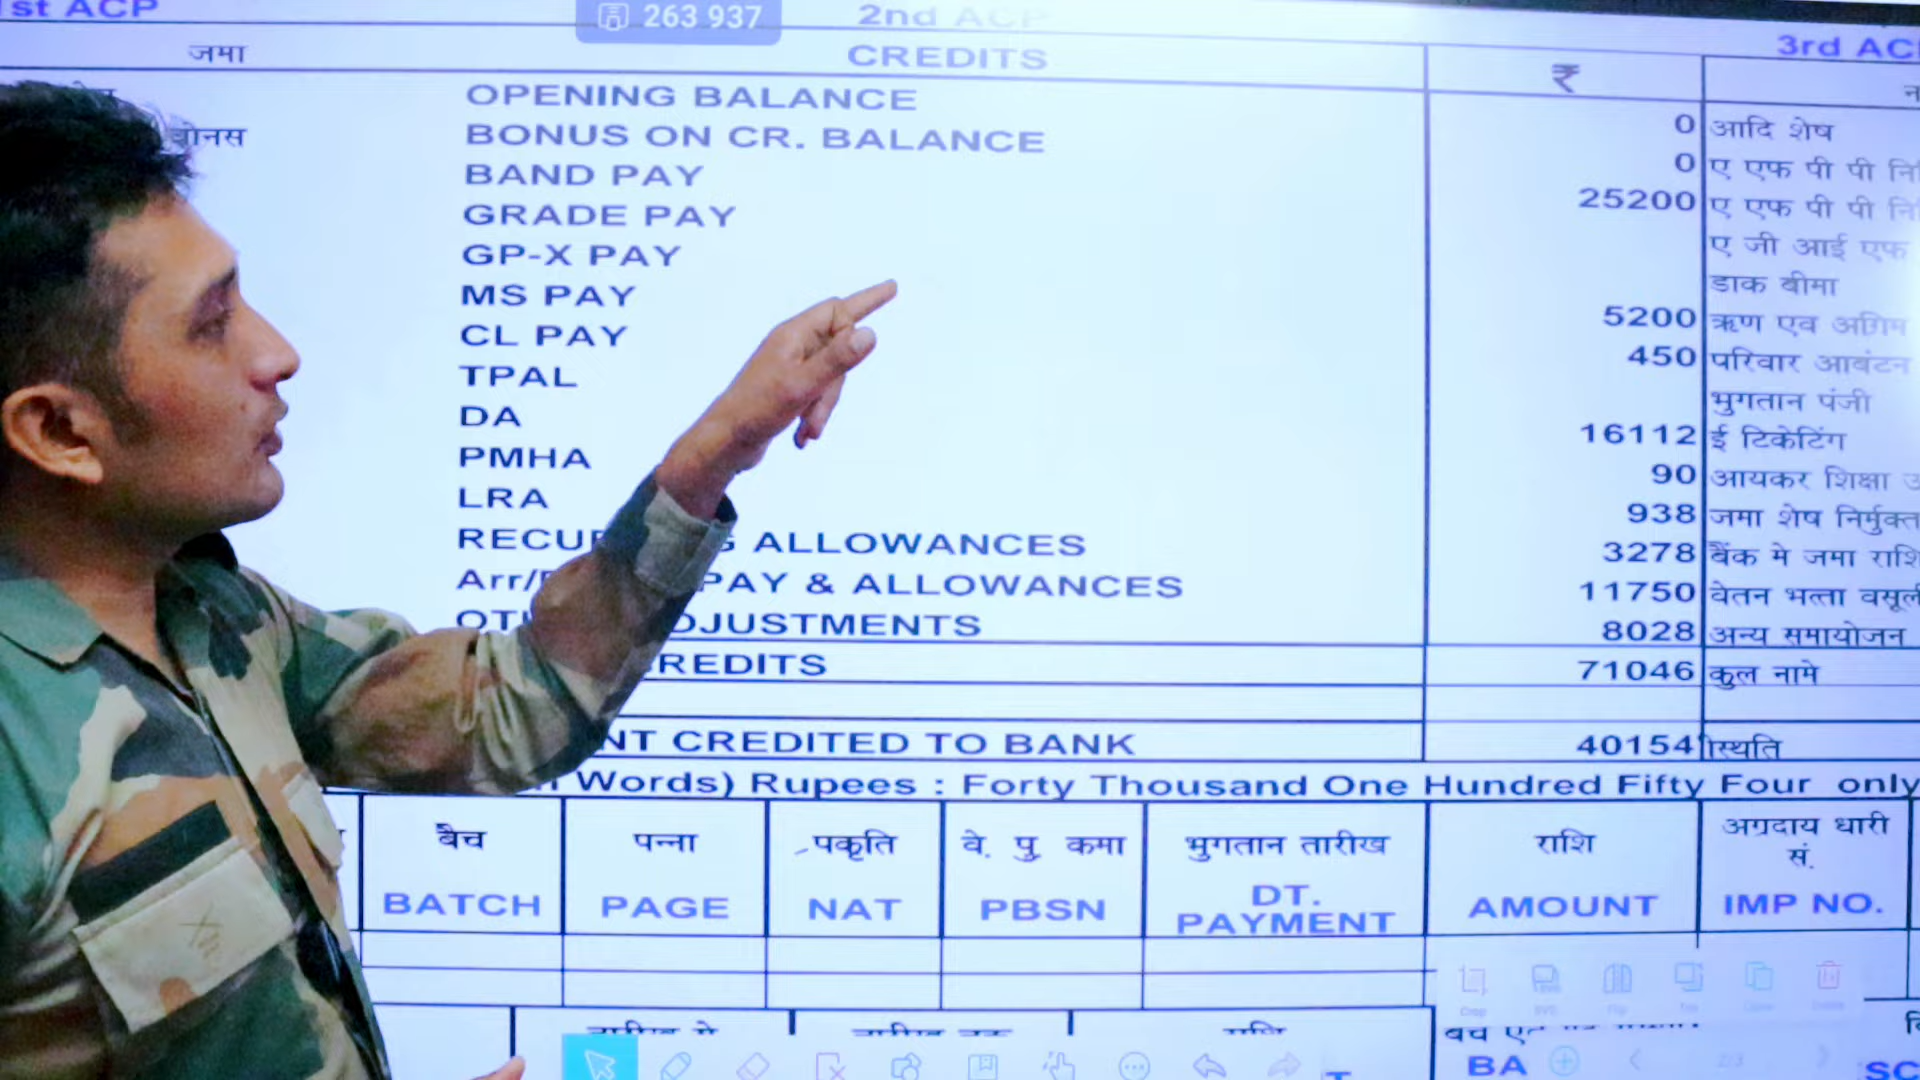 1st ACP 263 937 2nd ACP 3rd AC
जमा CREDITS ₹
OPENING BALANCE 0 आदि शेष
बोनस BONUS ON CR. BALANCE 0 ए एफ पी पी
BAND PAY 25200 ए एफ पी पी
GRADE PAY ए जी आई एफ
GP-X PAY डाक बीमा
MS PAY 5200 ऋण एव अग्रिम
CL PAY 450 परिवार आबंटन
TPAL भुगतान पंजी
DA 16112 ई टिकेटिंग
PMHA 90 आयकर शिक्षा
LRA 938 जमा शेष निर्मुक्त
ALLOWANCES 3278 बैंक मे जमा राशि
Arr/ PAY & ALLOWANCES 11750 वेतन भत्ता
8028 अन्य समायोजन
REDITS 71046 कुल नामे
NT CREDITED TO BANK 40154 स्थति
Words) Rupees : Forty Thousand One Hundred Fifty Four only
बैच पन्ना पकृति वे. पु. कमा भुगतान तारीख राशि अग्रदाय धारी सं.
BATCH PAGE NAT PBSN DT. PAYMENT AMOUNT IMP NO.
BA 2/3 SC